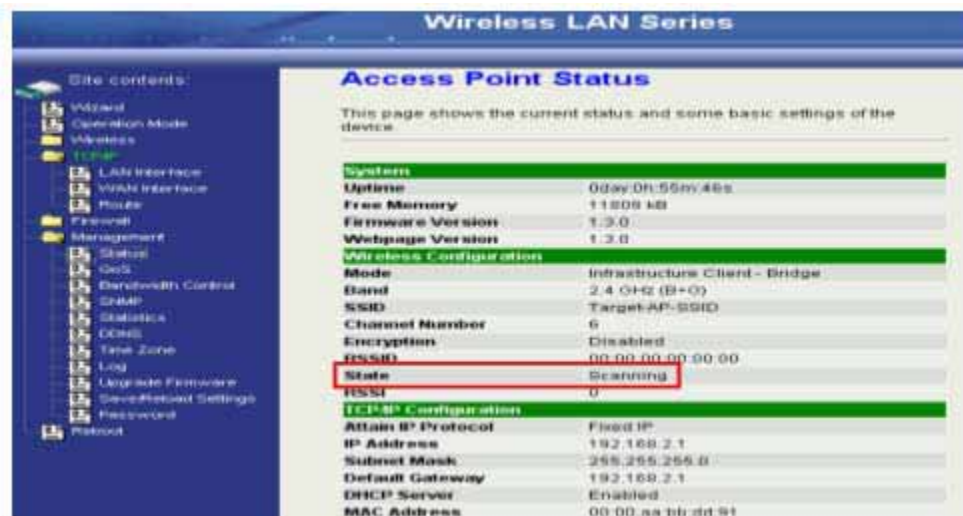 Wireless LAN Series
Site contents:
Wizard
Operation Mode
Wireless
TCP/IP
LAN Interface
WAN Interface
Route
Firewall
Management
Status
QoS
Bandwidth Control
SNMP
Statistics
DDNS
Time Zone
Log
Upgrade Firmware
Save/Reload Settings
Password
Reboot
Access Point Status
This page shows the current status and some basic settings of the
device.
System
Uptime 0day:0h:55m:46s
Free Memory 11808 kB
Firmware Version 1.3.0
Webpage Version 1.3.0
Wireless Configuration
Mode Infrastructure Client - Bridge
Band 2.4 GHz (B+G)
SSID Target-AP-SSID
Channel Number 6
Encryption Disabled
BSSID 00:00:00:00:00:00
State Scanning
RSSI 0
TCP/IP Configuration
Attain IP Protocol Fixed IP
IP Address 192.168.2.1
Subnet Mask 255.255.255.0
Default Gateway 192.168.2.1
DHCP Server Enabled
MAC Address 00:00:aa:bb:dd:91